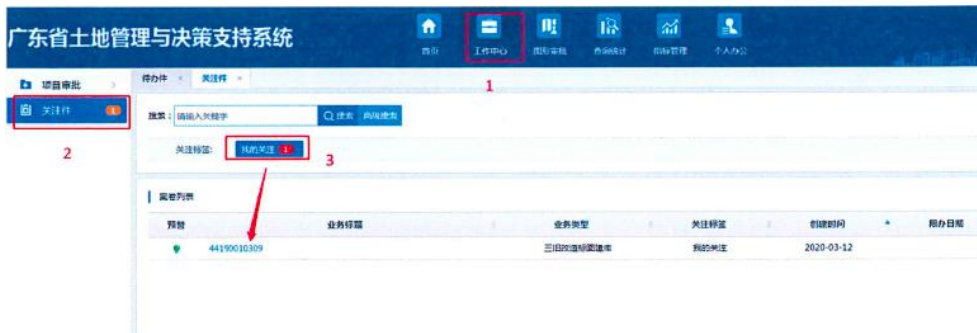 广东省土地管理与决策支持系统
首页 工作中心 图形审核 查询统计 指标管理 个人办公
1
项目审批
待办件 × 关注件 ×
关注件 1
搜索: 请输入关键字 搜索 高级搜索
2
关注标签: 我的关注 1
3
案卷列表
预警 业务标题 业务类型 关注标签 创建时间 限办日期
44190010309 三旧改造标图建库 我的关注 2020-03-12